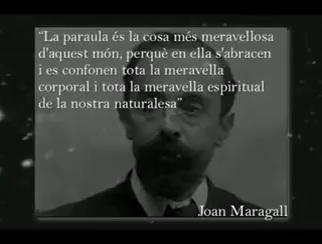 “La paraula és la cosa més meravellosa
d'aquest món, perquè en ella s'abracen
i es confonen tota la meravella
corporal i tota la meravella espiritual
de la nostra naturalesa”
Joan Maragall